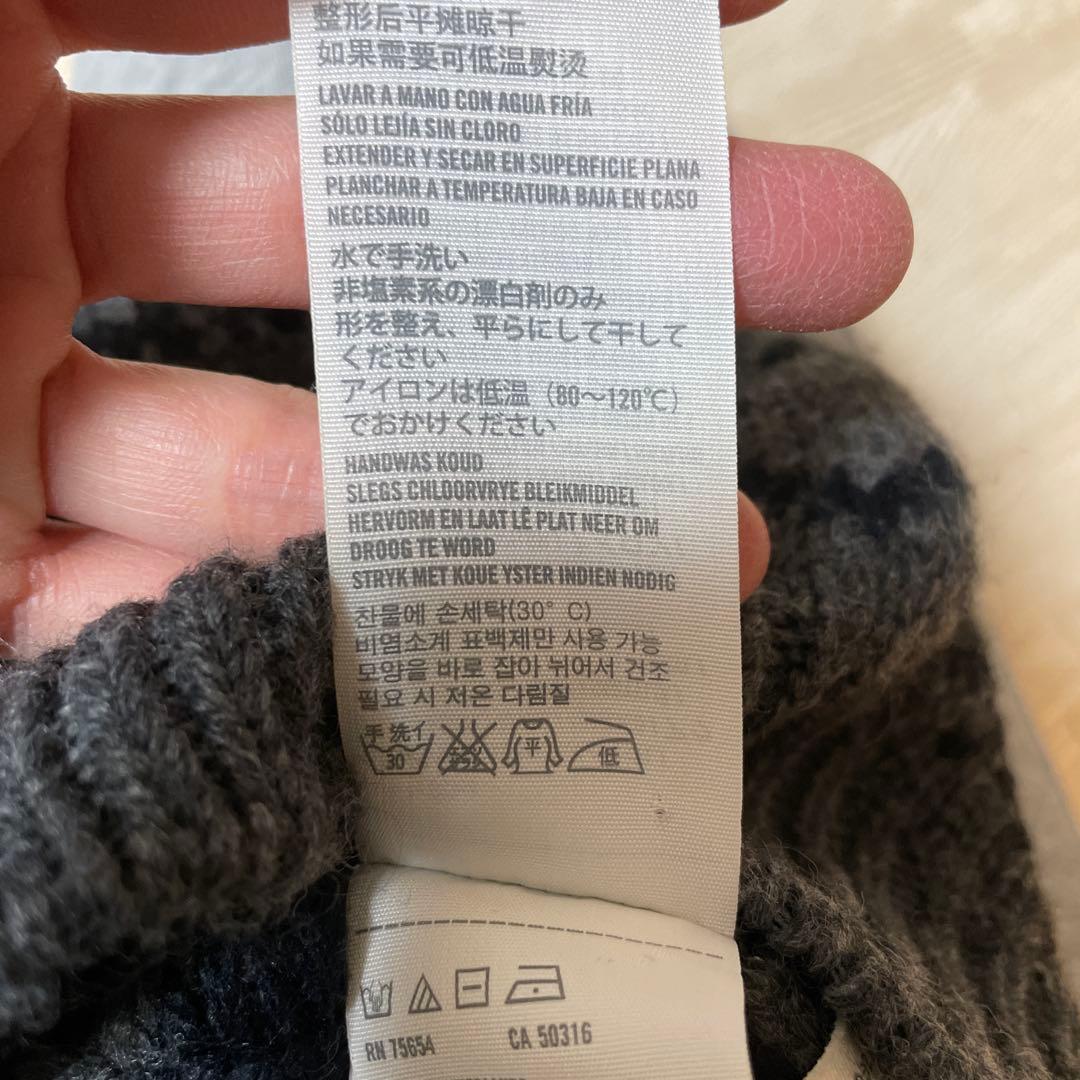 整形后平摊晾干
如果需要可低温熨烫
LAVAR A MANO CON AGUA FRÍA
SÓLO LEJÍA SIN CLORO
EXTENDER Y SECAR EN SUPERFICIE PLANA
PLANCHAR A TEMPERATURA BAJA EN CASO
NECESARIO
水で手洗い
非塩素系の漂白剤のみ
形を整え、平らにして干して
ください
アイロンは低温（80～120℃）
でおかけください
HANDWAS KOUD
SLEGS CHLOORVRYE BLEIKMIDDEL
HERVORM EN LAAT LÊ PLAT NEER OM
DROOG TE WORD
STRYK MET KOUE YSTER INDIEN NODIG
찬물에 손세탁(30° C)
비염소계 표백제만 사용 가능
모양을 바로 잡아 뉘어서 건조
필요 시 저온 다림질
手洗イ
30 平 低
RN 75654 CA 50316